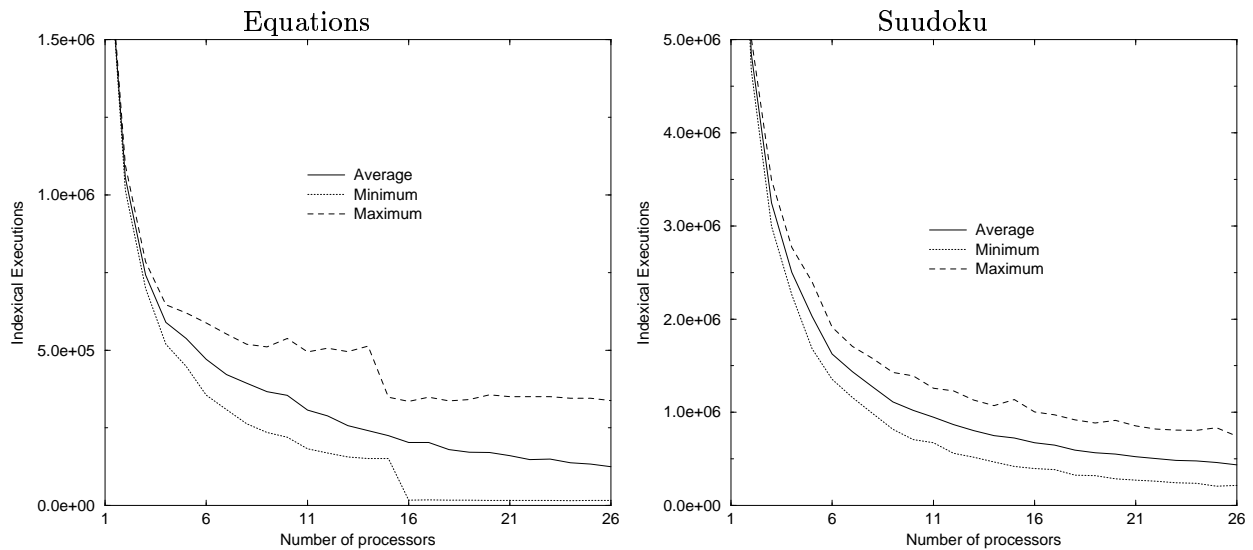 Equations
1.5e+06
1.0e+06
5.0e+05
0.0e+00
Indexical Executions
Average
Minimum
Maximum
1 6 11 16 21 26
Number of processors
Suudoku
5.0e+06
4.0e+06
3.0e+06
2.0e+06
1.0e+06
0.0e+00
Indexical Executions
Average
Minimum
Maximum
1 6 11 16 21 26
Number of processors